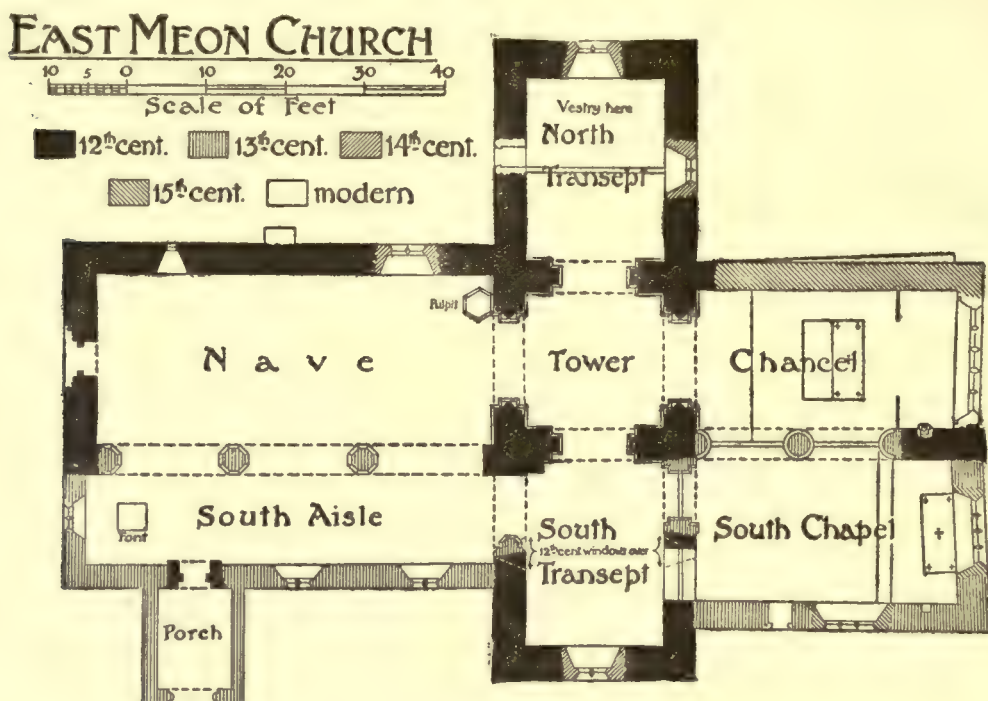 EAST MEON CHURCH
10 5 0 10 20 30 40
Scale of Feet
12th cent. 13th cent. 14th cent.
15th cent. modern
Vestry here
North
Transept
Pulpit
Nave
Tower
Chancel
South Aisle
Font
South
12th cent windows over
Transept
South Chapel
Porch